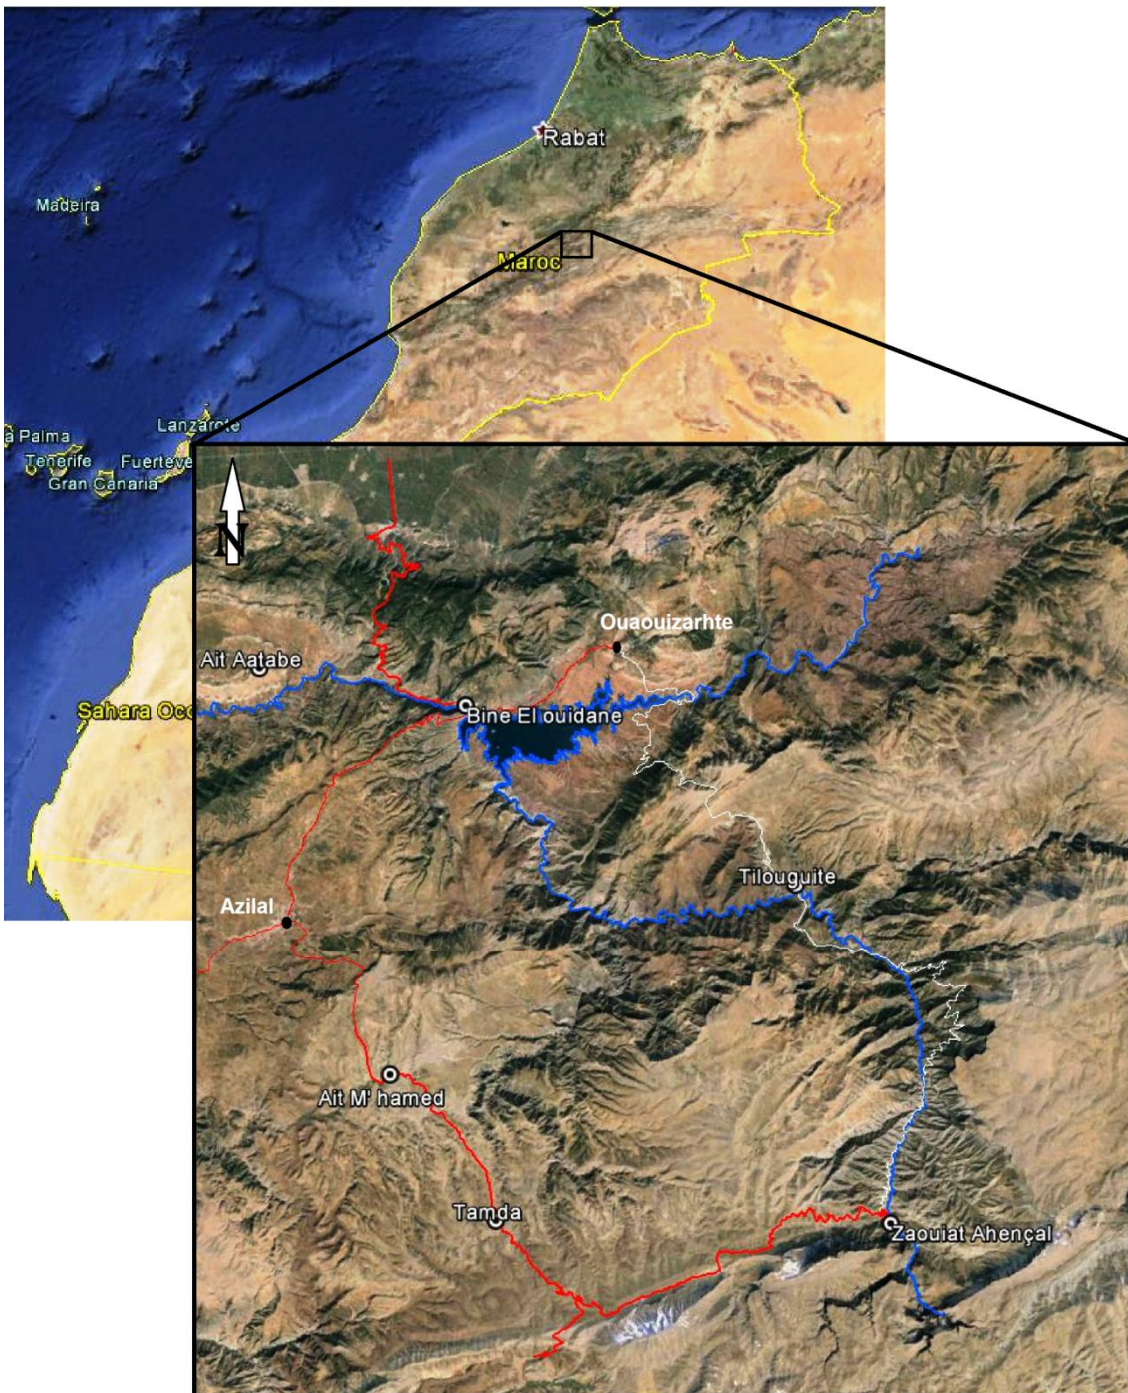 Rabat
Madeira
Maroc
Lanzarote
a Palma
Tenerife
Fuerteve
Gran Canaria
N
Ouaouizarhte
Ait Aatabe
Sahara Occ
Bine El ouidane
Tilouguite
Azilal
Ait M' hamed
Tamda
Zaouiat Ahençal